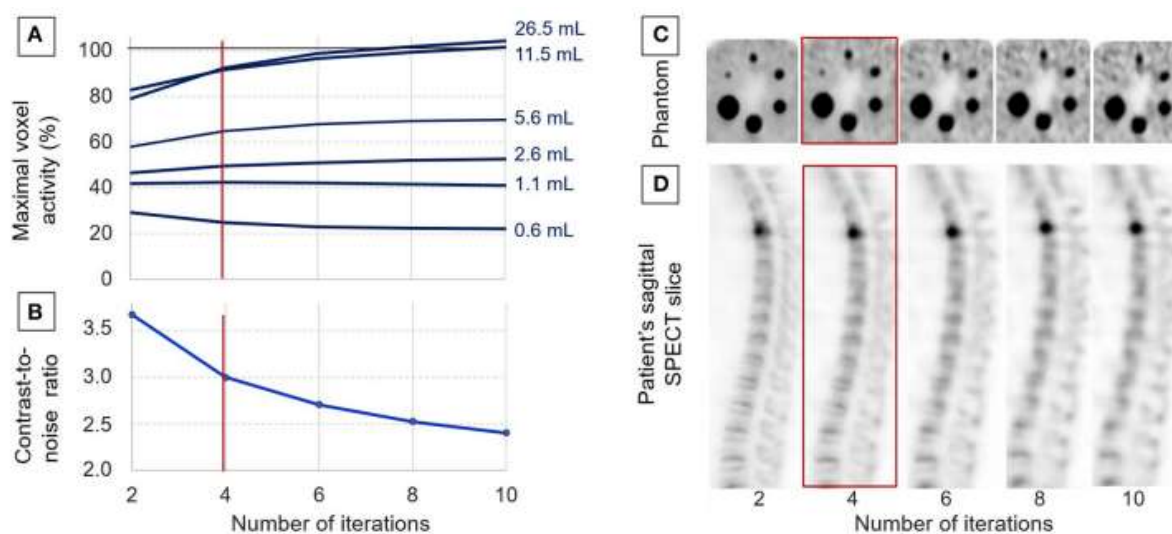 A
Maximal voxel
activity (%)
100
80
60
40
20
0
26.5 mL
11.5 mL
5.6 mL
2.6 mL
1.1 mL
0.6 mL
B
Contrast-to-
noise ratio
3.5
3.0
2.5
2.0
2 4 6 8 10
Number of iterations
C
Phantom
D
Patient's sagittal
SPECT slice
2 4 6 8 10
Number of iterations